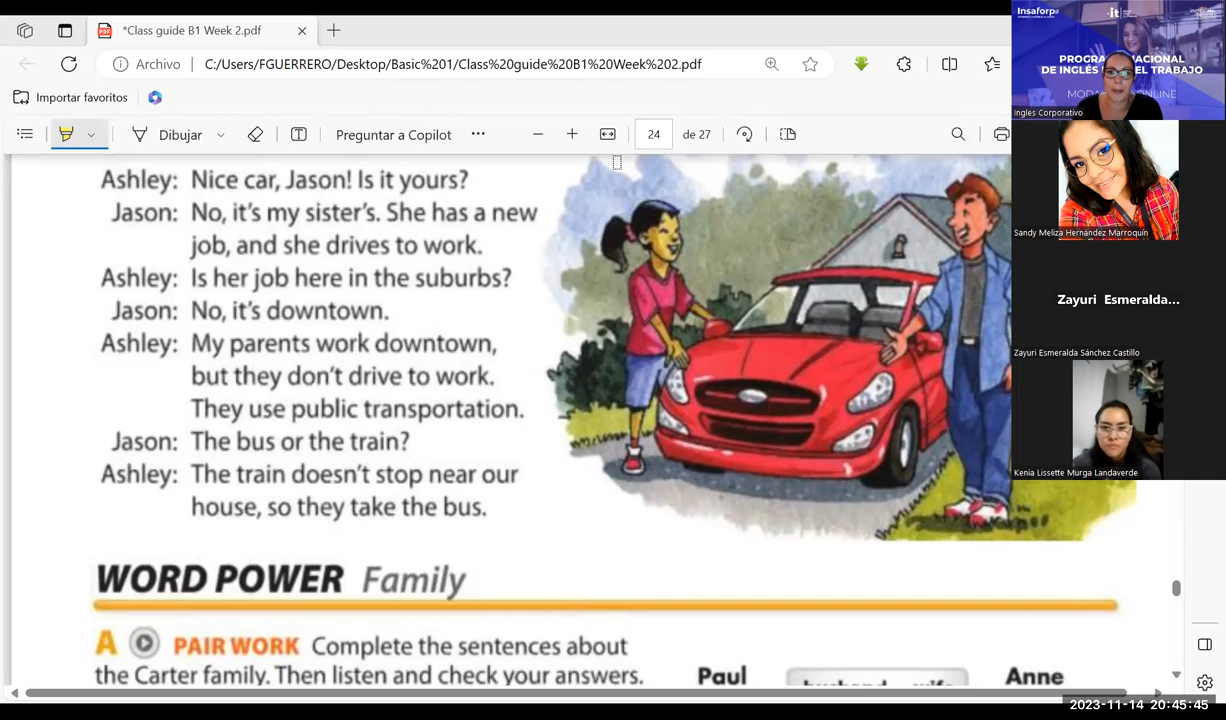 *Class guide B1 Week 2.pdf
Archivo
C:/Users/FGUERRERO/Desktop/Basic%201/Class%20guide%20B1%20Week%202.pdf
Importar favoritos
Dibujar
Preguntar a Copilot
24
de 27
Ashley: Nice car, Jason! Is it yours?
Jason: No, it's my sister's. She has a new
job, and she drives to work.
Ashley: Is her job here in the suburbs?
Jason: No, it's downtown.
Ashley: My parents work downtown,
but they don't drive to work.
They use public transportation.
Jason: The bus or the train?
Ashley: The train doesn't stop near our
house, so they take the bus.
WORD POWER Family
A PAIR WORK Complete the sentences about
the Carter family. Then listen and check your answers.
Paul
husband
wife
Anne
Insaforp
it
MODA
ONLINE
Ingles Corporativo
Sandy Meliza Hernández Marroquín
Zayuri Esmeralda...
Zayuri Esmeralda Sánchez Castillo
Kenia Lissette Murga Landaverde
2023-11-14 20:45:45